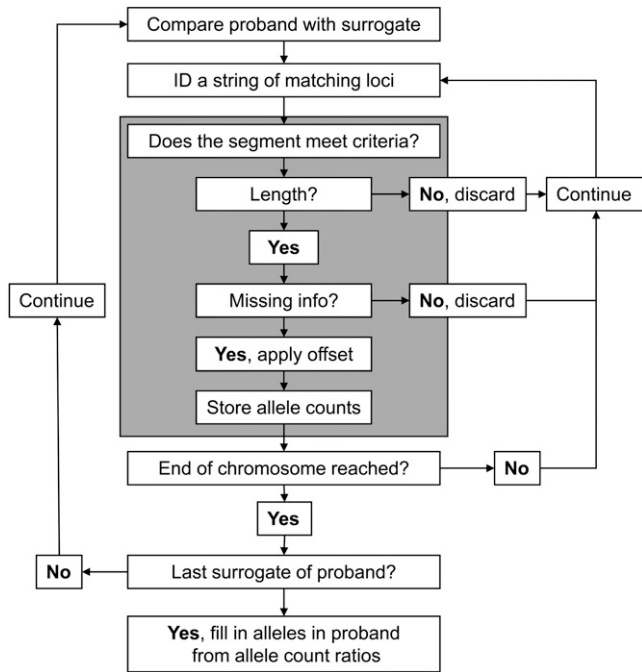 Compare proband with surrogate
ID a string of matching loci
Does the segment meet criteria?
Length?
No, discard
Continue
Yes
Continue
Missing info?
No, discard
Yes, apply offset
Store allele counts
End of chromosome reached?
No
Yes
No
Last surrogate of proband?
Yes, fill in alleles in proband
from allele count ratios